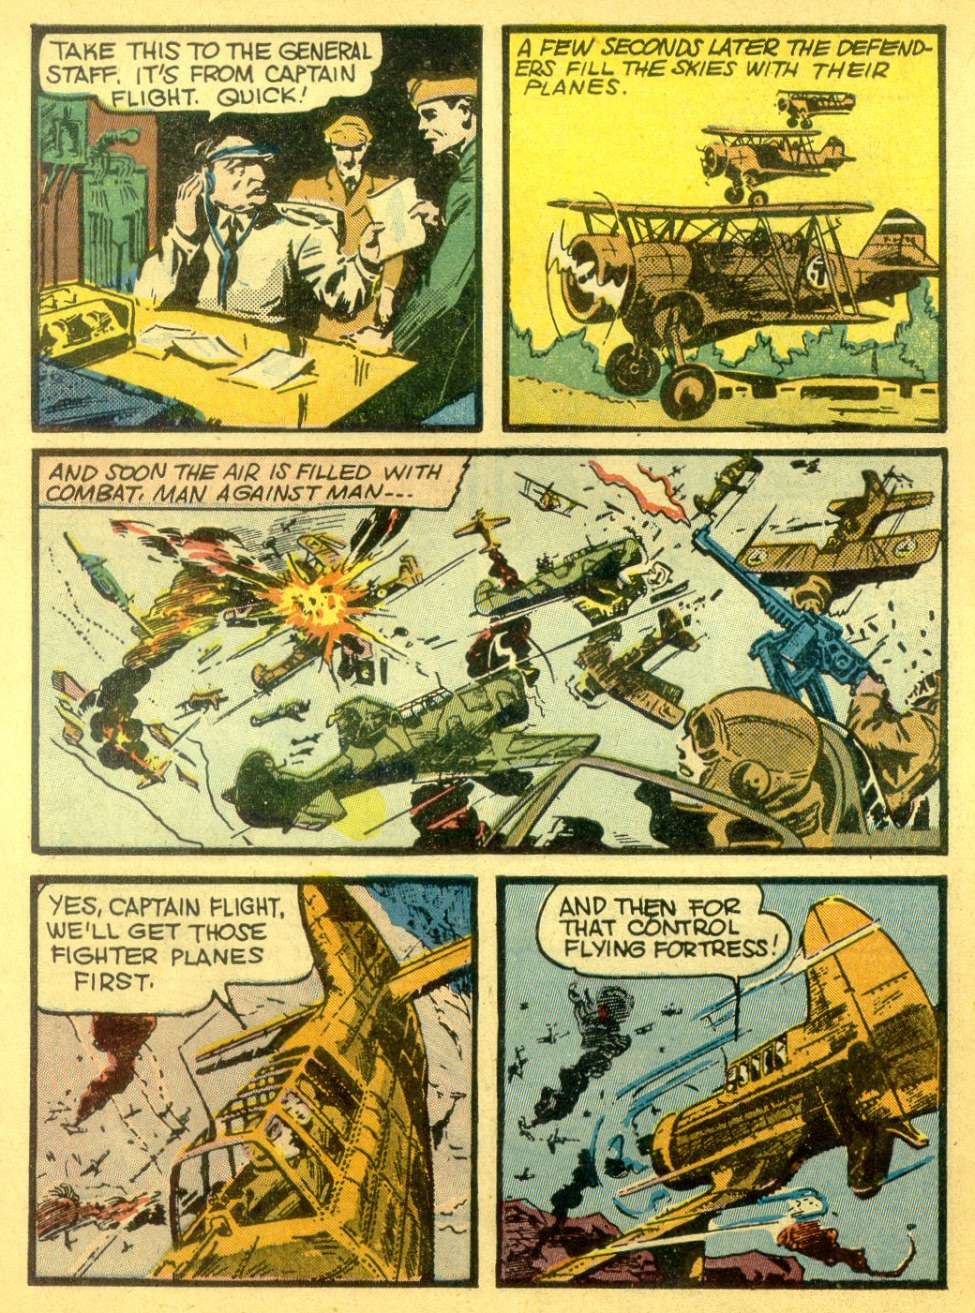 TAKE THIS TO THE GENERAL
STAFF. IT'S FROM CAPTAIN
FLIGHT. QUICK!
A FEW SECONDS LATER THE DEFEND-
ERS FILL THE SKIES WITH THEIR
PLANES.
AND SOON THE AIR IS FILLED WITH
COMBAT. MAN AGAINST MAN---
YES, CAPTAIN FLIGHT,
WE'LL GET THOSE
FIGHTER PLANES
FIRST.
AND THEN FOR
THAT CONTROL
FLYING FORTRESS!